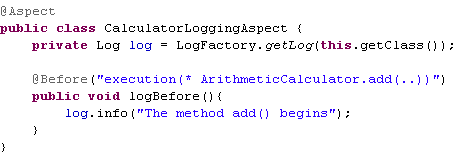 @Aspect
public class CalculatorLoggingAspect {
    private Log log = LogFactory.getLog(this.getClass());

    @Before("execution(* ArithmeticCalculator.add(..))")
    public void logBefore(){
        log.info("The method add() begins");
    }
}